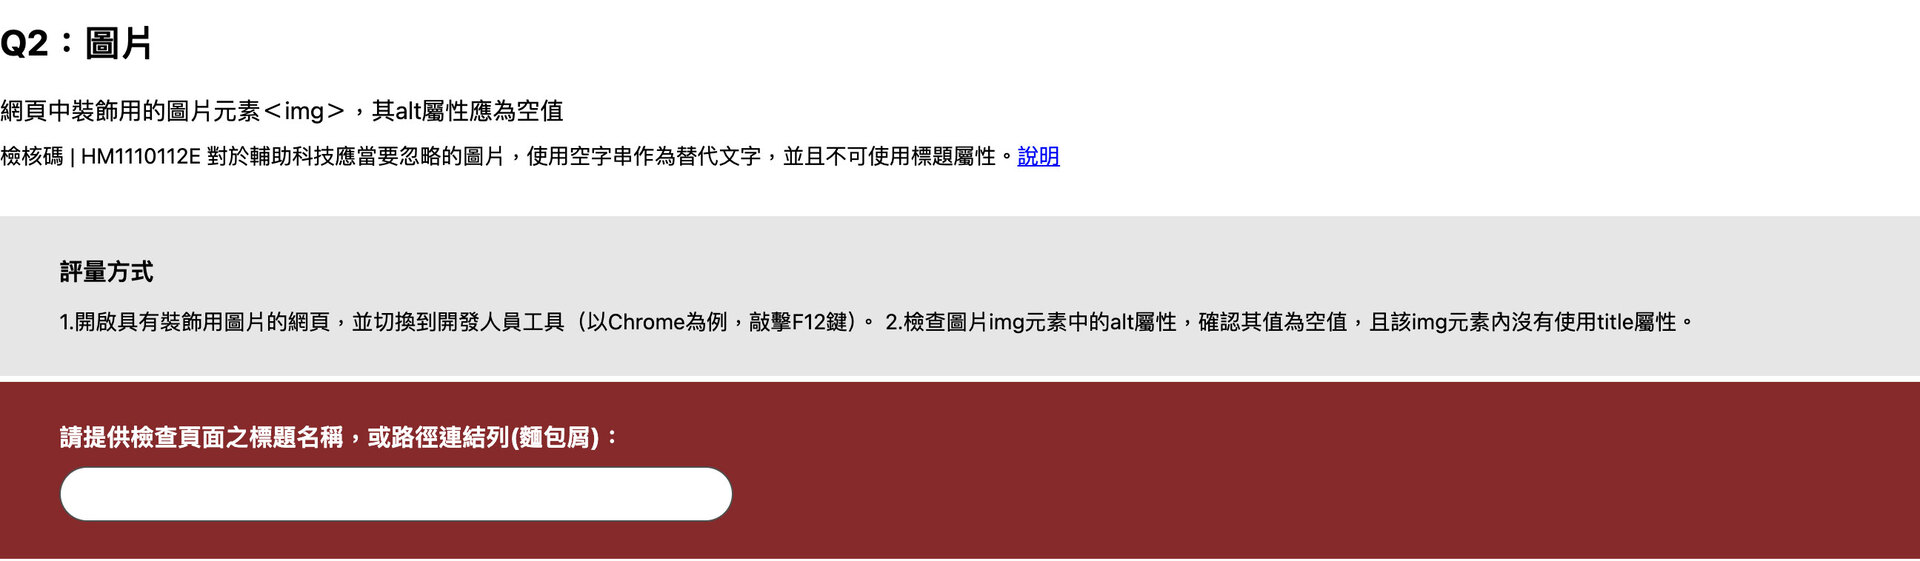 Q2：圖片
網頁中裝飾用的圖片元素＜img＞，其alt屬性應為空值
檢核碼 | HM1110112E 對於輔助科技應當要忽略的圖片，使用空字串作為替代文字，並且不可使用標題屬性。說明
評量方式
1.開啟具有裝飾用圖片的網頁，並切換到開發人員工具（以Chrome為例，敲擊F12鍵）。 2.檢查圖片img元素中的alt屬性，確認其值為空值，且該img元素內沒有使用title屬性。
請提供檢查頁面之標題名稱，或路徑連結列(麵包屑)：